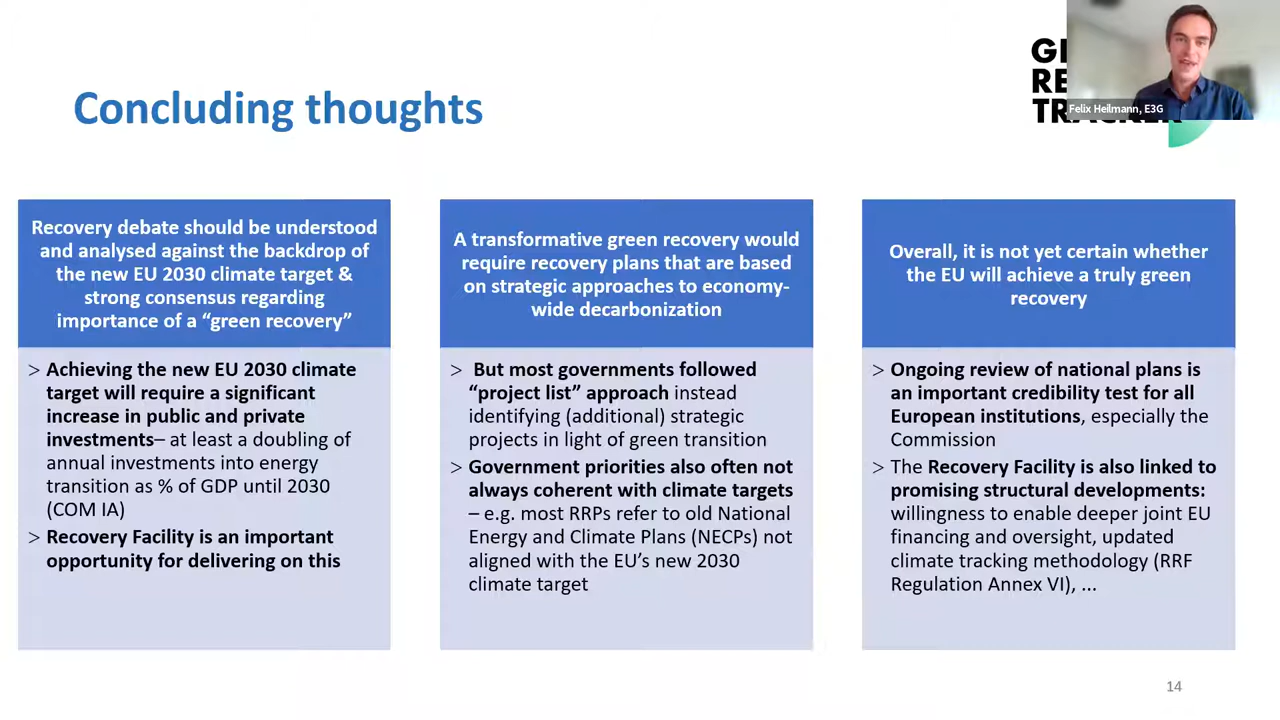 Concluding thoughts
TRACKER
Felix Heilmann, E3G
Recovery debate should be understood
and analysed against the backdrop of
the new EU 2030 climate target &
strong consensus regarding
importance of a “green recovery”
> Achieving the new EU 2030 climate
target will require a significant
increase in public and private
investments– at least a doubling of
annual investments into energy
transition as % of GDP until 2030
(COM IA)
> Recovery Facility is an important
opportunity for delivering on this
A transformative green recovery would
require recovery plans that are based
on strategic approaches to economy-
wide decarbonization
> But most governments followed
“project list” approach instead
identifying (additional) strategic
projects in light of green transition
> Government priorities also often not
always coherent with climate targets
– e.g. most RRPs refer to old National
Energy and Climate Plans (NECPs) not
aligned with the EU’s new 2030
climate target
Overall, it is not yet certain whether
the EU will achieve a truly green
recovery
> Ongoing review of national plans is
an important credibility test for all
European institutions, especially the
Commission
> The Recovery Facility is also linked to
promising structural developments:
willingness to enable deeper joint EU
financing and oversight, updated
climate tracking methodology (RRF
Regulation Annex VI), ...
14